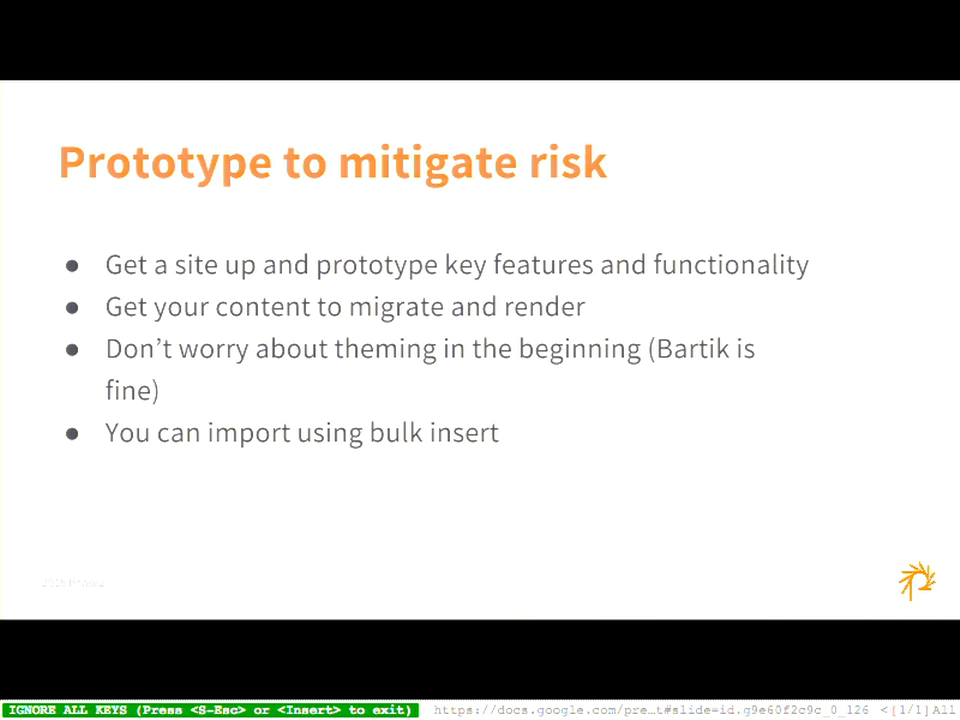 Prototype to mitigate risk
● Get a site up and prototype key features and functionality
● Get your content to migrate and render
● Don’t worry about theming in the beginning (Bartik is
fine)
● You can import using bulk insert
IGNORE ALL KEYS (Press <S-Esc> or <Insert> to exit) https://docs.google.com/pre…t#slide=id.g9e60f2c9c_0_126 <{1/1}All